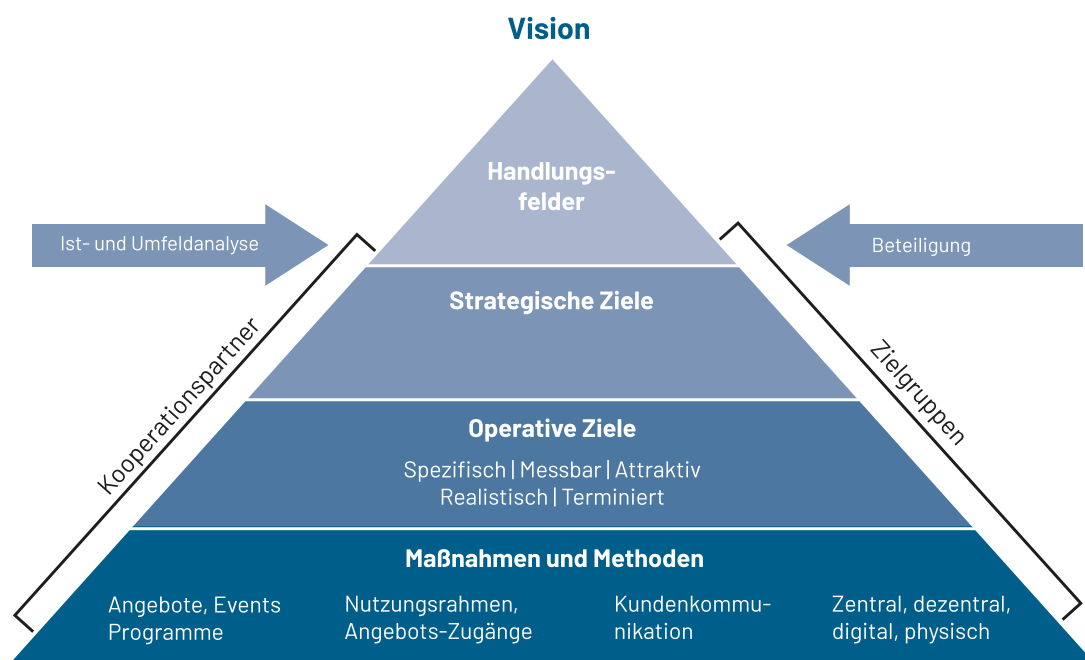 Vision
Handlungs-
felder
Ist- und Umfeldanalyse
Beteiligung
Strategische Ziele
Kooperationspartner
Zielgruppen
Operative Ziele
Spezifisch | Messbar | Attraktiv
Realistisch | Terminiert
Maßnahmen und Methoden
Angebote, Events
Programme
Nutzungsrahmen,
Angebots-Zugänge
Kundenkommu-
nikation
Zentral, dezentral,
digital, physisch